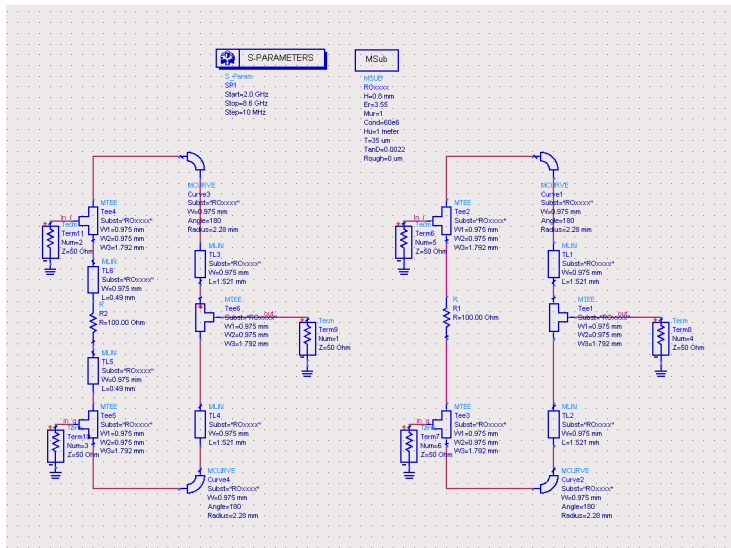 S-PARAMETERS
S_Param
SP1
Start=2.0 GHz
Stop=8.6 GHz
Step=10 MHz
MSub
MSUB
ROxxxx
H=0.8 mm
Er=3.55
Mur=1
Cond=60e6
Hu=1 meter
T=35 um
TanD=0.0022
Rough=0 um
MCURVE
Curve3
Subst="ROxxxx"
W=0.975 mm
Angle=180
Radius=2.28 mm
MTEE
Tee4
Subst="ROxxxx"
W1=0.975 mm
W2=0.975 mm
W3=1.792 mm
Term
Term11
Num=2
Z=50 Ohm
MLIN
TL6
Subst="ROxxxx"
W=0.975 mm
L=0.49 mm
R
R2
R=100.00 Ohm
MLIN
TL5
Subst="ROxxxx"
W=0.975 mm
L=0.49 mm
MTEE
Tee5
Subst="ROxxxx"
W1=0.975 mm
W2=0.975 mm
W3=1.792 mm
Num=3
Z=50 Ohm
MLIN
TL3
Subst="ROxxxx"
W=0.975 mm
L=1.521 mm
MTEE
Tee6
Subst="ROxxxx"
W1=0.975 mm
W2=0.975 mm
W3=1.792 mm
out
Term
Term9
Num=1
Z=50 Ohm
MLIN
TL4
Subst="ROxxxx"
W=0.975 mm
L=1.521 mm
MCURVE
Curve4
Subst="ROxxxx"
W=0.975 mm
Angle=180
Radius=2.28 mm
MCURVE
Curve1
Subst="ROxxxx"
W=0.975 mm
Angle=180
Radius=2.28 mm
MTEE
Tee2
Subst="ROxxxx"
W1=0.975 mm
W2=0.975 mm
W3=1.792 mm
Term
Term6
Num=5
Z=50 Ohm
R
R1
R=100.00 Ohm
MTEE
Tee3
Subst="ROxxxx"
W1=0.975 mm
W2=0.975 mm
W3=1.792 mm
Term
Term7
Num=6
Z=50 Ohm
MLIN
TL1
Subst="ROxxxx"
W=0.975 mm
L=1.521 mm
MTEE
Tee1
Subst="ROxxxx"
W1=0.975 mm
W2=0.975 mm
W3=1.792 mm
out
Term
Term8
Num=4
Z=50 Ohm
MLIN
TL2
Subst="ROxxxx"
W=0.975 mm
L=1.521 mm
MCURVE
Curve2
Subst="ROxxxx"
W=0.975 mm
Angle=180
Radius=2.28 mm